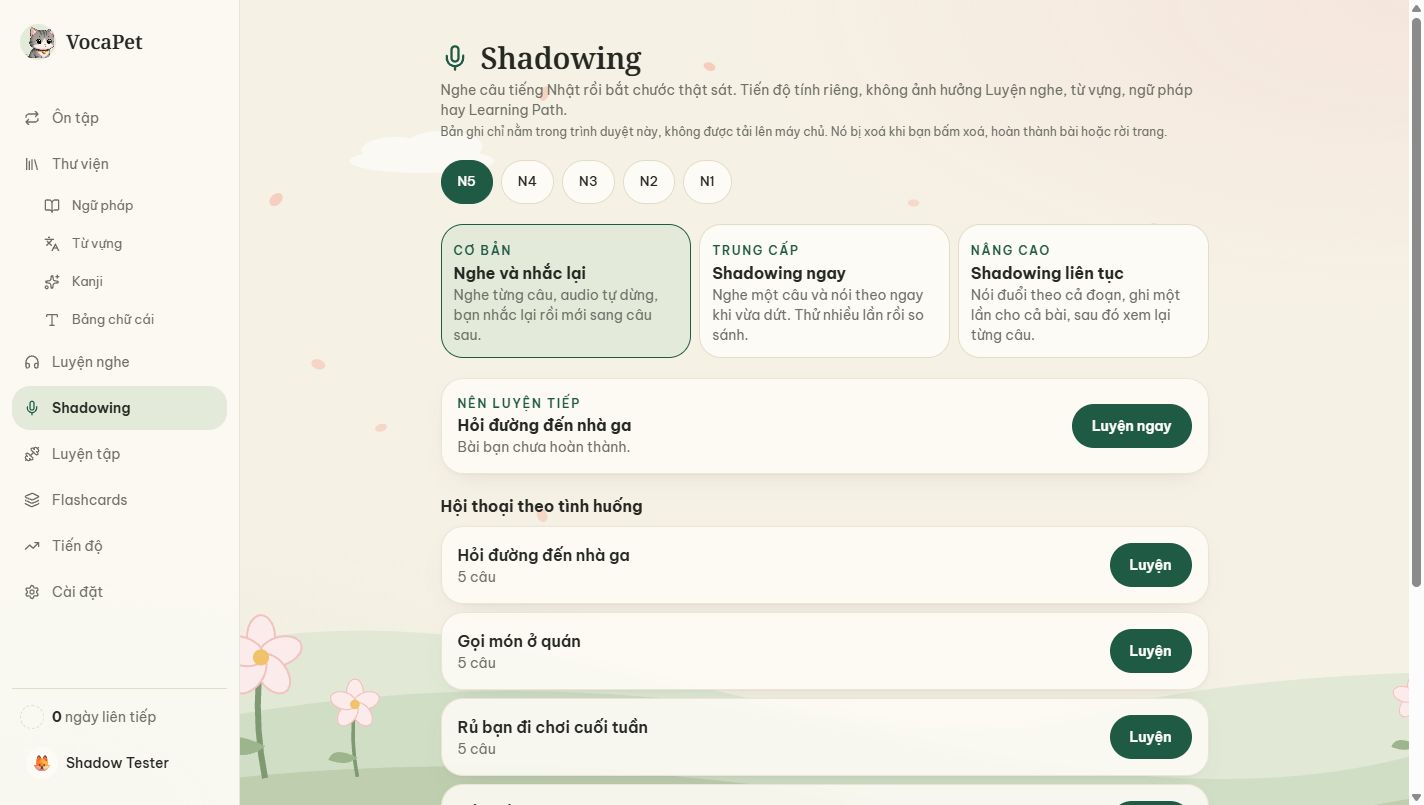 VocaPet
Ôn tập
Thư viện
Ngữ pháp
Từ vựng
Kanji
Bảng chữ cái
Luyện nghe
Shadowing
Luyện tập
Flashcards
Tiến độ
Cài đặt
0 ngày liên tiếp
Shadow Tester
Shadowing
Nghe câu tiếng Nhật rồi bắt chước thật sát. Tiến độ tính riêng, không ảnh hưởng Luyện nghe, từ vựng, ngữ pháp
hay Learning Path.
Bản ghi chỉ nằm trong trình duyệt này, không được tải lên máy chủ. Nó bị xoá khi bạn bấm xoá, hoàn thành bài hoặc rời trang.
N5 N4 N3 N2 N1
CƠ BẢN
Nghe và nhắc lại
Nghe từng câu, audio tự dừng,
bạn nhắc lại rồi mới sang câu
sau.
TRUNG CẤP
Shadowing ngay
Nghe một câu và nói theo ngay
khi vừa dứt. Thử nhiều lần rồi so
sánh.
NÂNG CAO
Shadowing liên tục
Nói đuổi theo cả đoạn, ghi một
lần cho cả bài, sau đó xem lại
từng câu.
NÊN LUYỆN TIẾP
Hỏi đường đến nhà ga
Bài bạn chưa hoàn thành.
Luyện ngay
Hội thoại theo tình huống
Hỏi đường đến nhà ga
5 câu
Luyện
Gọi món ở quán
5 câu
Luyện
Rủ bạn đi chơi cuối tuần
5 câu
Luyện